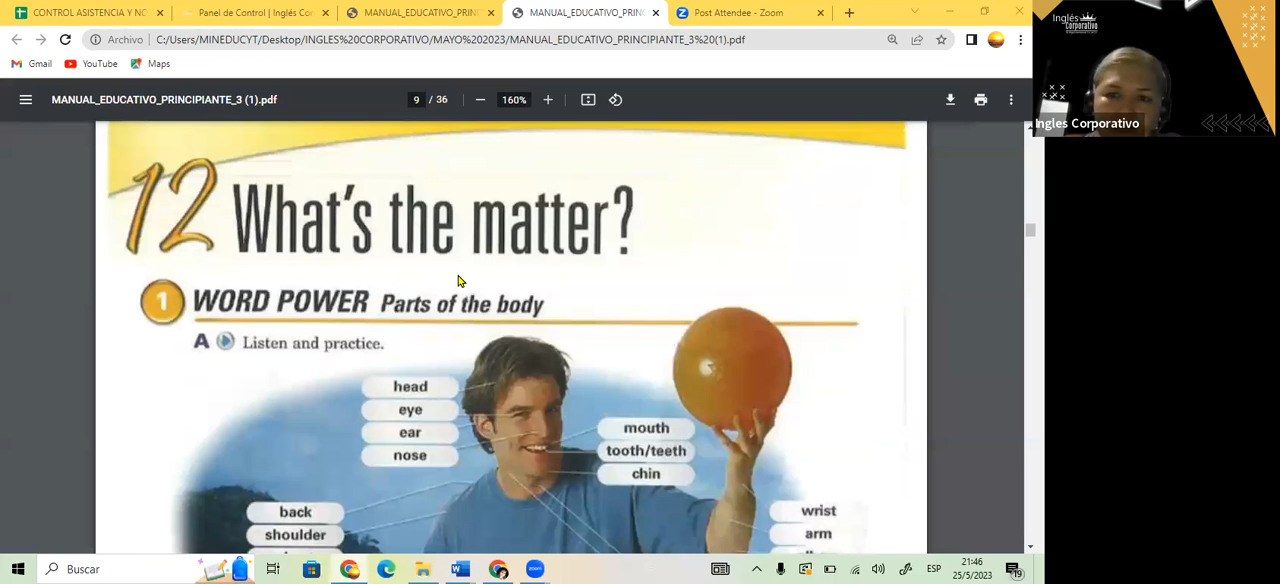 CONTROL ASISTENCIA Y NO
Panel de Control | Inglés Cor
MANUAL_EDUCATIVO_PRIN
MANUAL_EDUCATIVO_PRIN
Post Attendee - Zoom
Archivo
C:/Users/MINEDUCYT/Desktop/INGLES%20CORPORATIVO/MAYO%202023/MANUAL_EDUCATIVO_PRINCIPIANTE_3%20(1).pdf
Gmail
YouTube
Maps
MANUAL_EDUCATIVO_PRINCIPIANTE_3 (1).pdf
9 / 36
160%
Inglés
Corporativo
Ingles Corporativo
12 What's the matter?
1 WORD POWER Parts of the body
A Listen and practice.
head
eye
ear
nose
mouth
tooth/teeth
chin
back
shoulder
wrist
arm
Buscar
ESP
21:46
25/5/2023
19